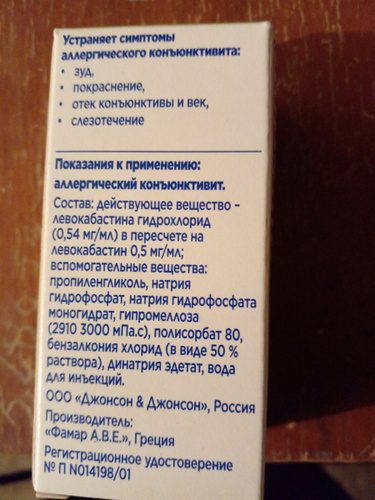 Устраняет симптомы
аллергического конъюнктивита:
• зуд,
• покраснение,
• отек конъюнктивы и век,
• слезотечение
Показания к применению:
аллергический конъюнктивит.
Состав: действующее вещество –
левокабастина гидрохлорид
(0,54 мг/мл) в пересчете на
левокабастин 0,5 мг/мл;
вспомогательные вещества:
пропиленгликоль, натрия
гидрофосфат, натрия гидрофосфата
моногидрат, гипромеллоза
(2910 3000 мПа.с), полисорбат 80,
бензалкония хлорид (в виде 50 %
раствора), динатрия эдетат, вода
для инъекций.
ООО «Джонсон & Джонсон», Россия
Производитель:
«Фамар А.В.Е.», Греция
Регистрационное удостоверение
№ П N014198/01